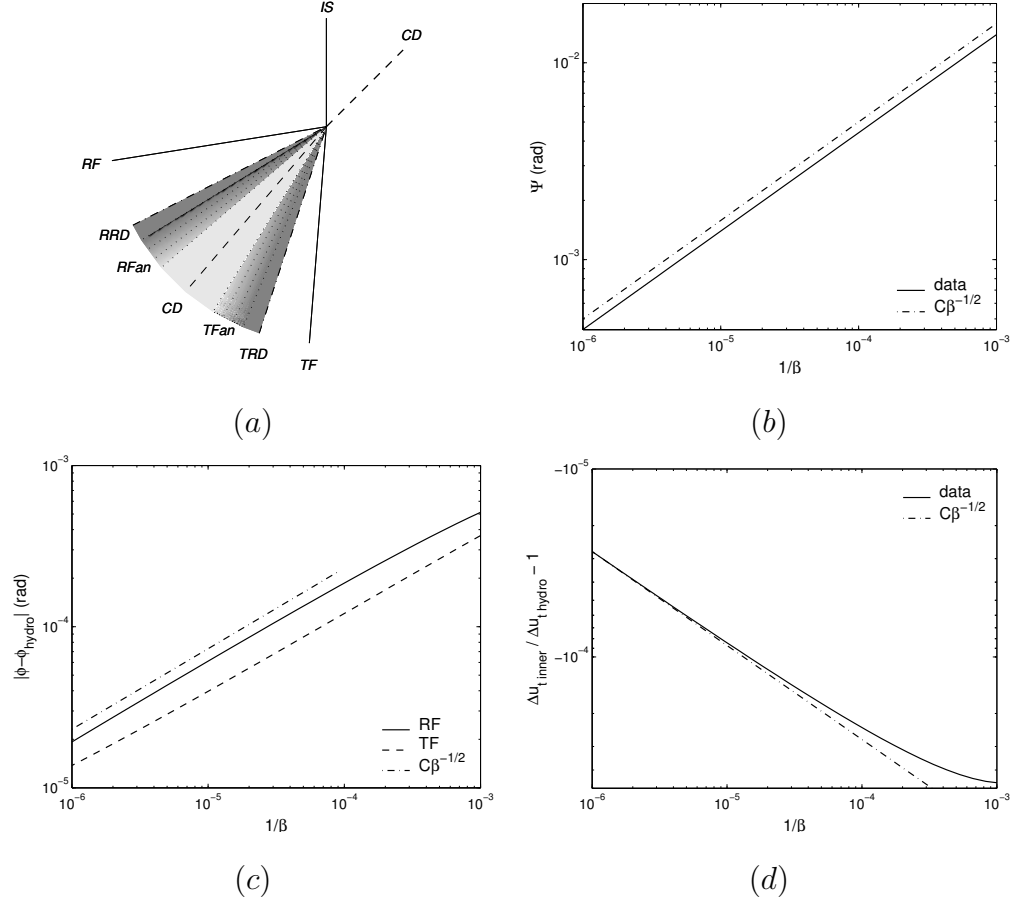 IS
CD
RF
RRD
RFan
CD
TFan
TRD
TF
(a)
10⁻²
10⁻³
Ψ (rad)
data
Cβ⁻¹/²
10⁻⁶ 10⁻⁵ 10⁻⁴ 10⁻³
1/β
(b)
10⁻³
10⁻⁴
10⁻⁵
|ϕ−ϕhydro| (rad)
RF
TF
Cβ⁻¹/²
10⁻⁶ 10⁻⁵ 10⁻⁴ 10⁻³
1/β
(c)
-10⁻⁵
-10⁻⁴
Δut inner / Δut hydro − 1
data
Cβ⁻¹/²
10⁻⁶ 10⁻⁵ 10⁻⁴ 10⁻³
1/β
(d)